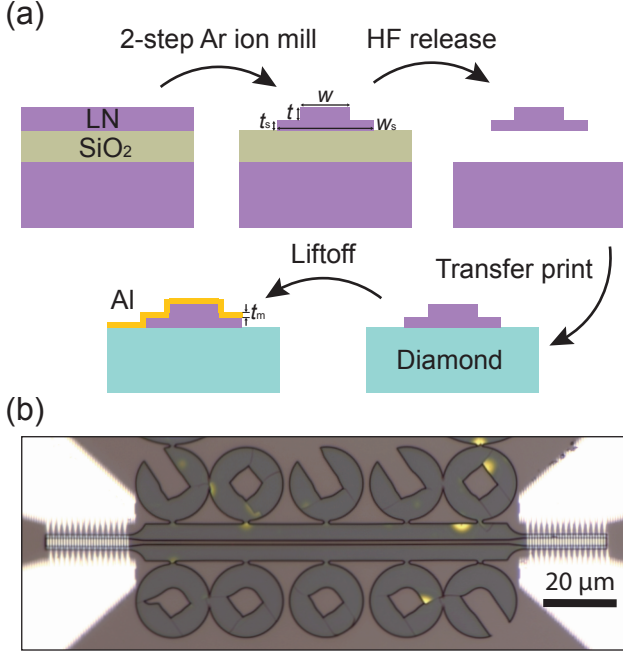 (a)
2-step Ar ion mill
HF release
LN
SiO₂
w
t
tₛ
wₛ
Liftoff
Transfer print
Al
tₘ
Diamond
(b)
20 µm